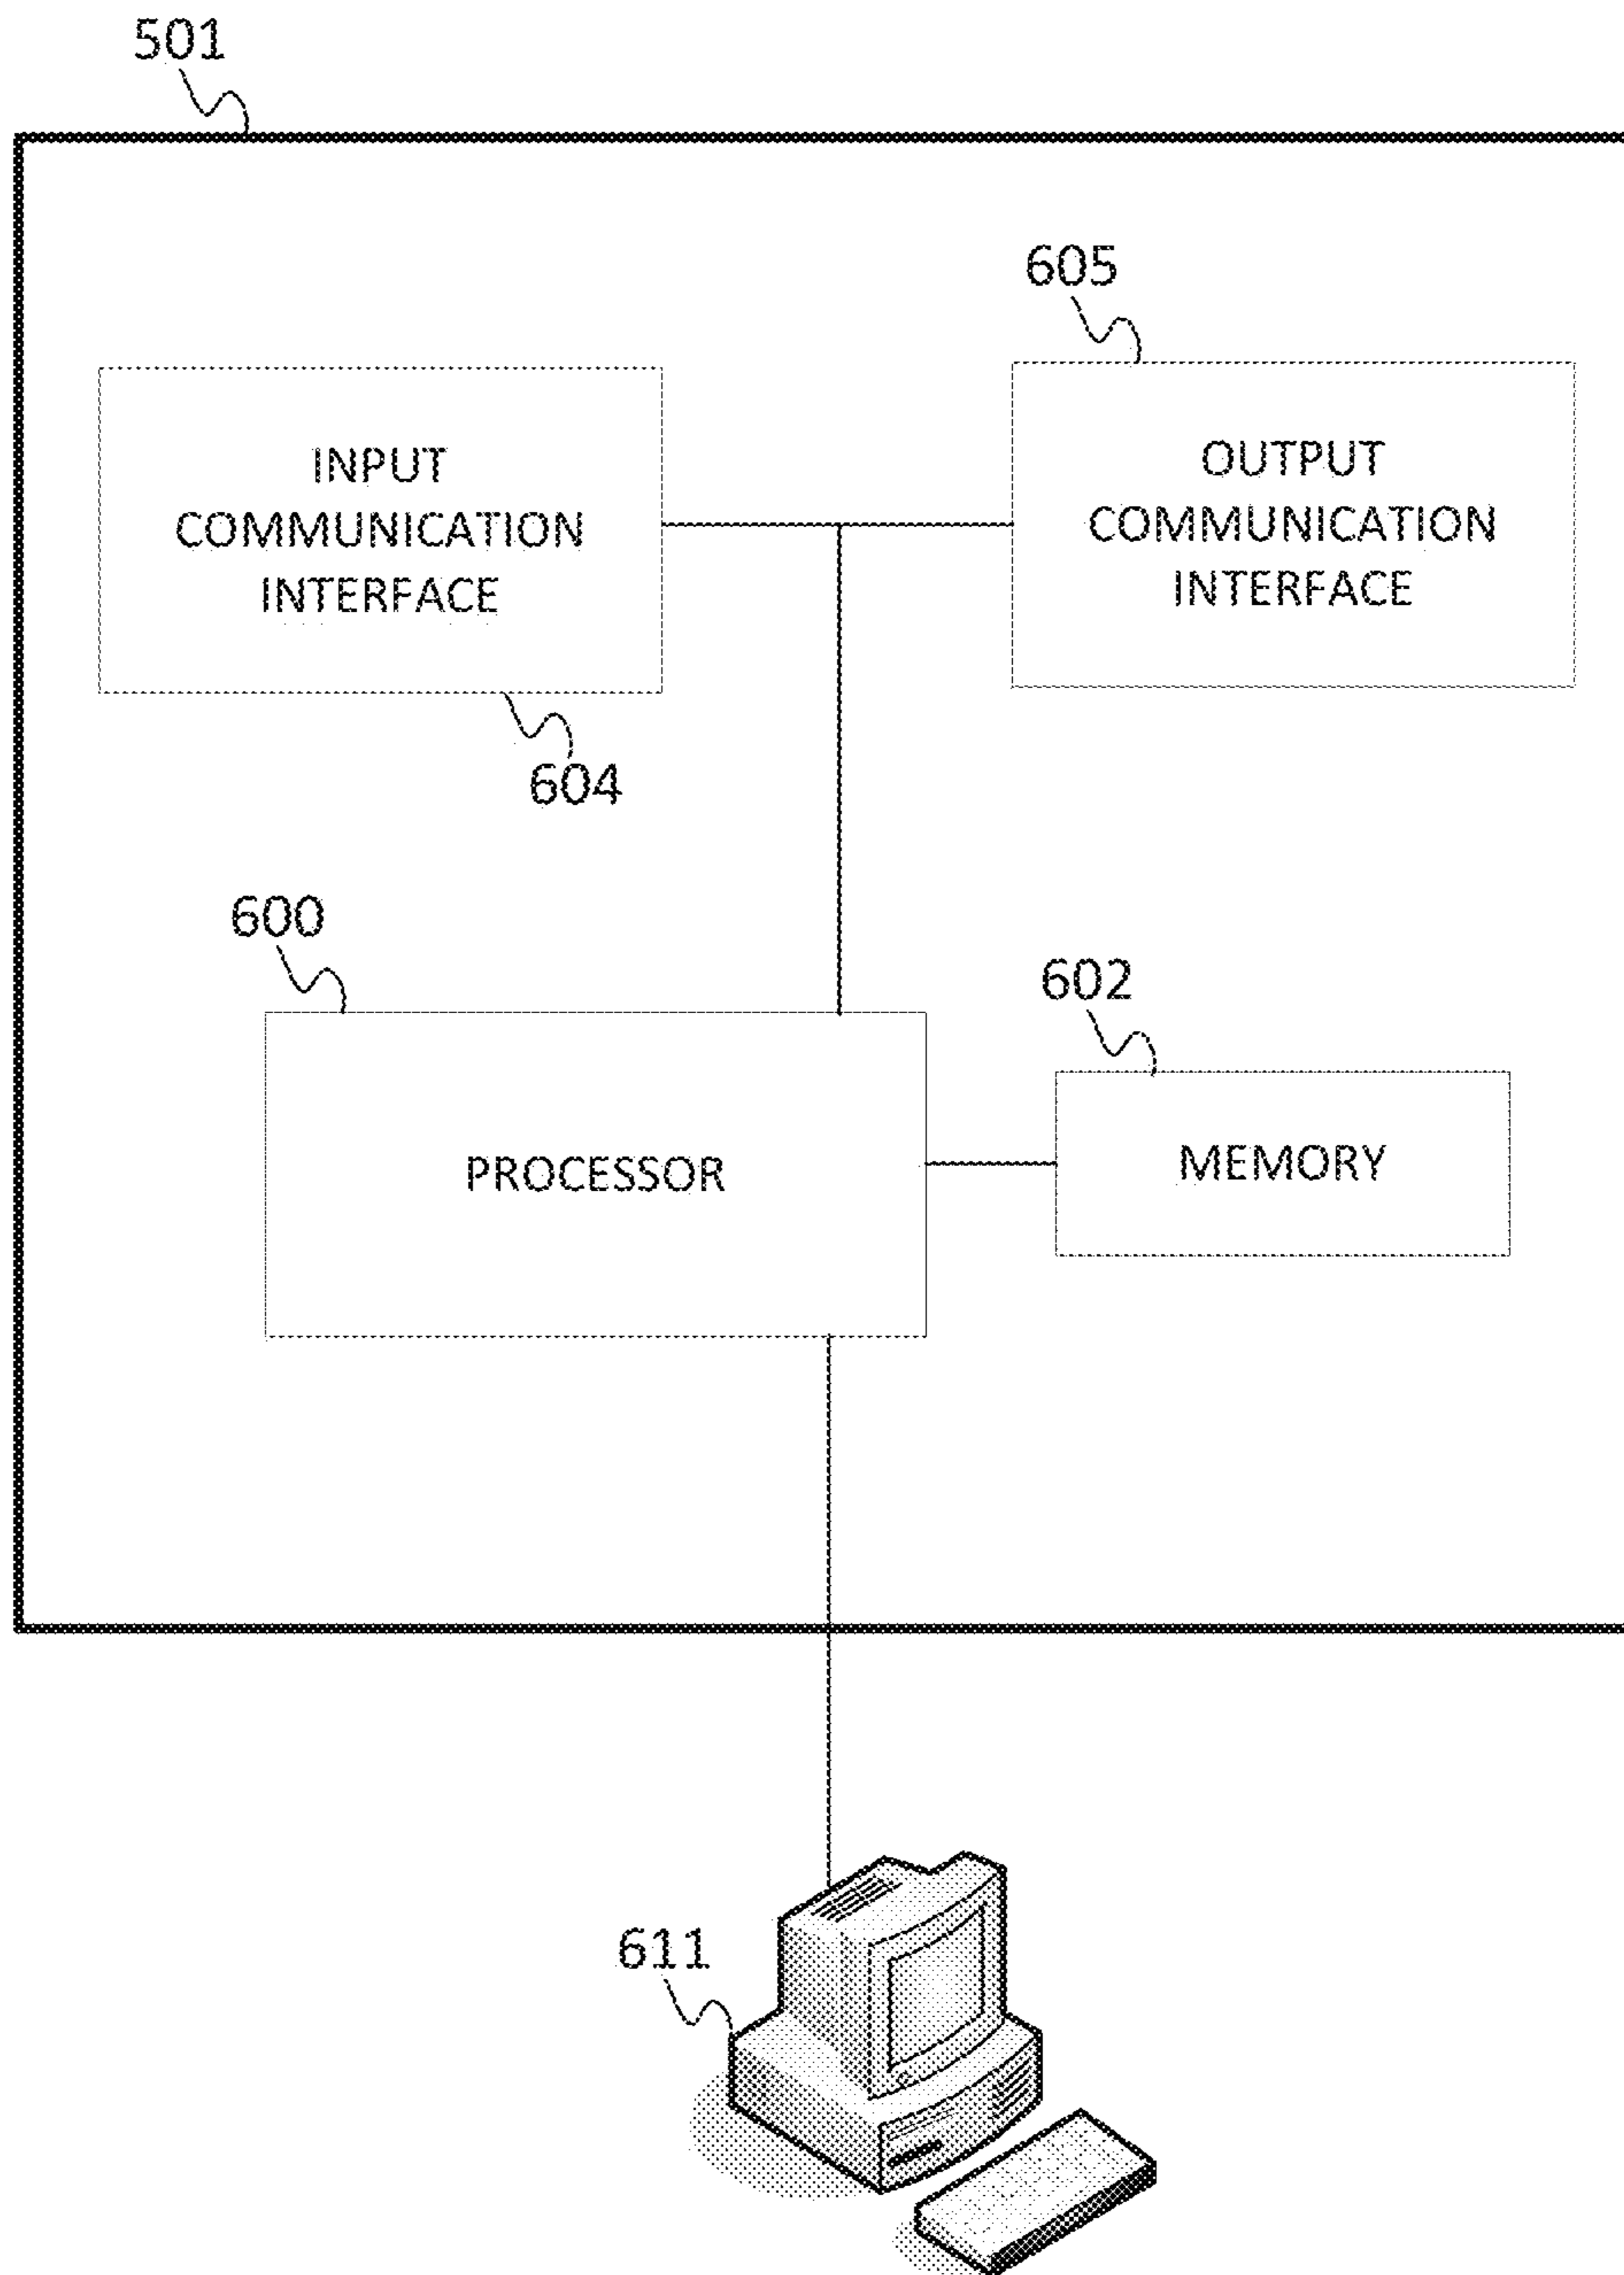 501
605
INPUT
COMMUNICATION
INTERFACE
OUTPUT
COMMUNICATION
INTERFACE
604
600
602
PROCESSOR
MEMORY
611